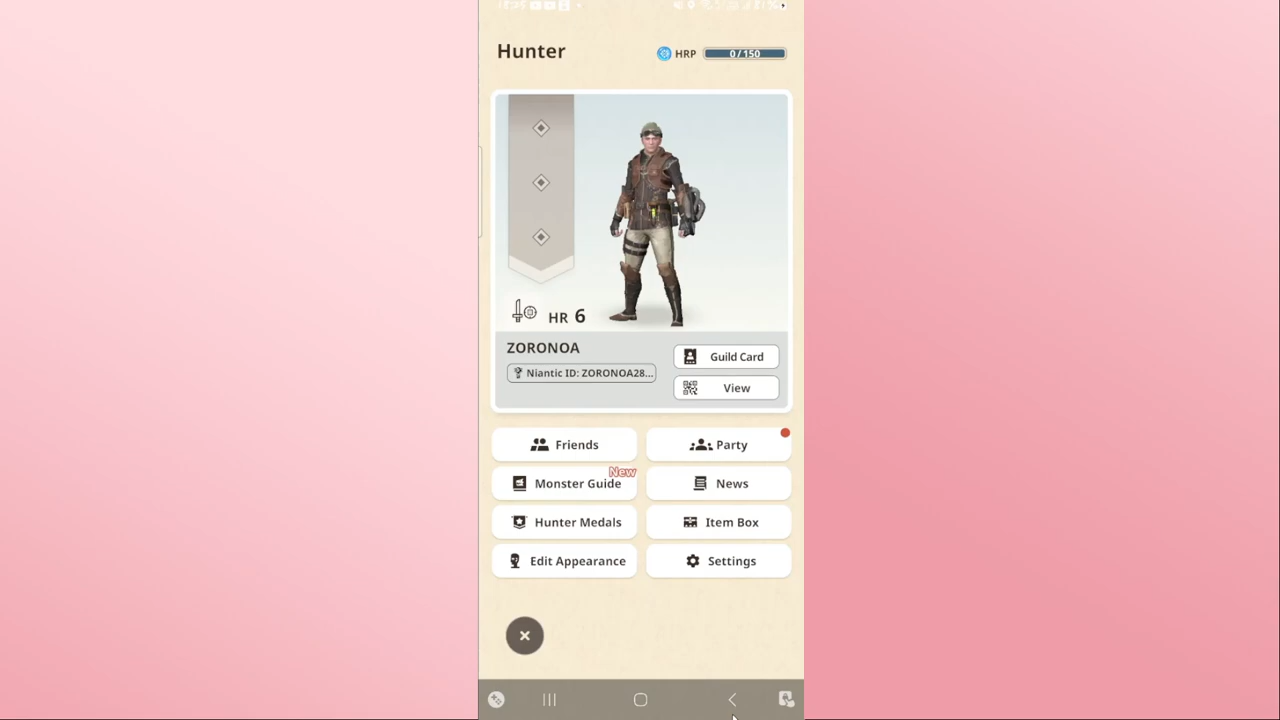 Hunter
HRP 0/150
HR 6
ZORONOA
Niantic ID: ZORONOA28...
Guild Card
View
Friends
Party
New
Monster Guide
News
Hunter Medals
Item Box
Edit Appearance
Settings